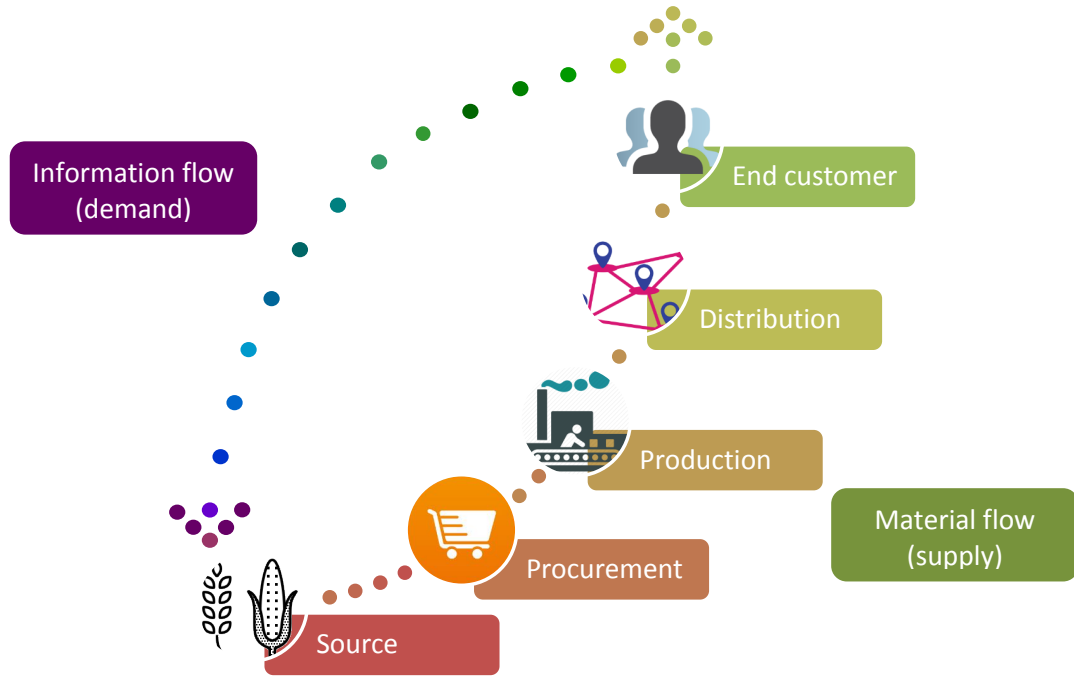 Information flow
(demand)
End customer
Distribution
Production
Material flow
(supply)
Procurement
Source